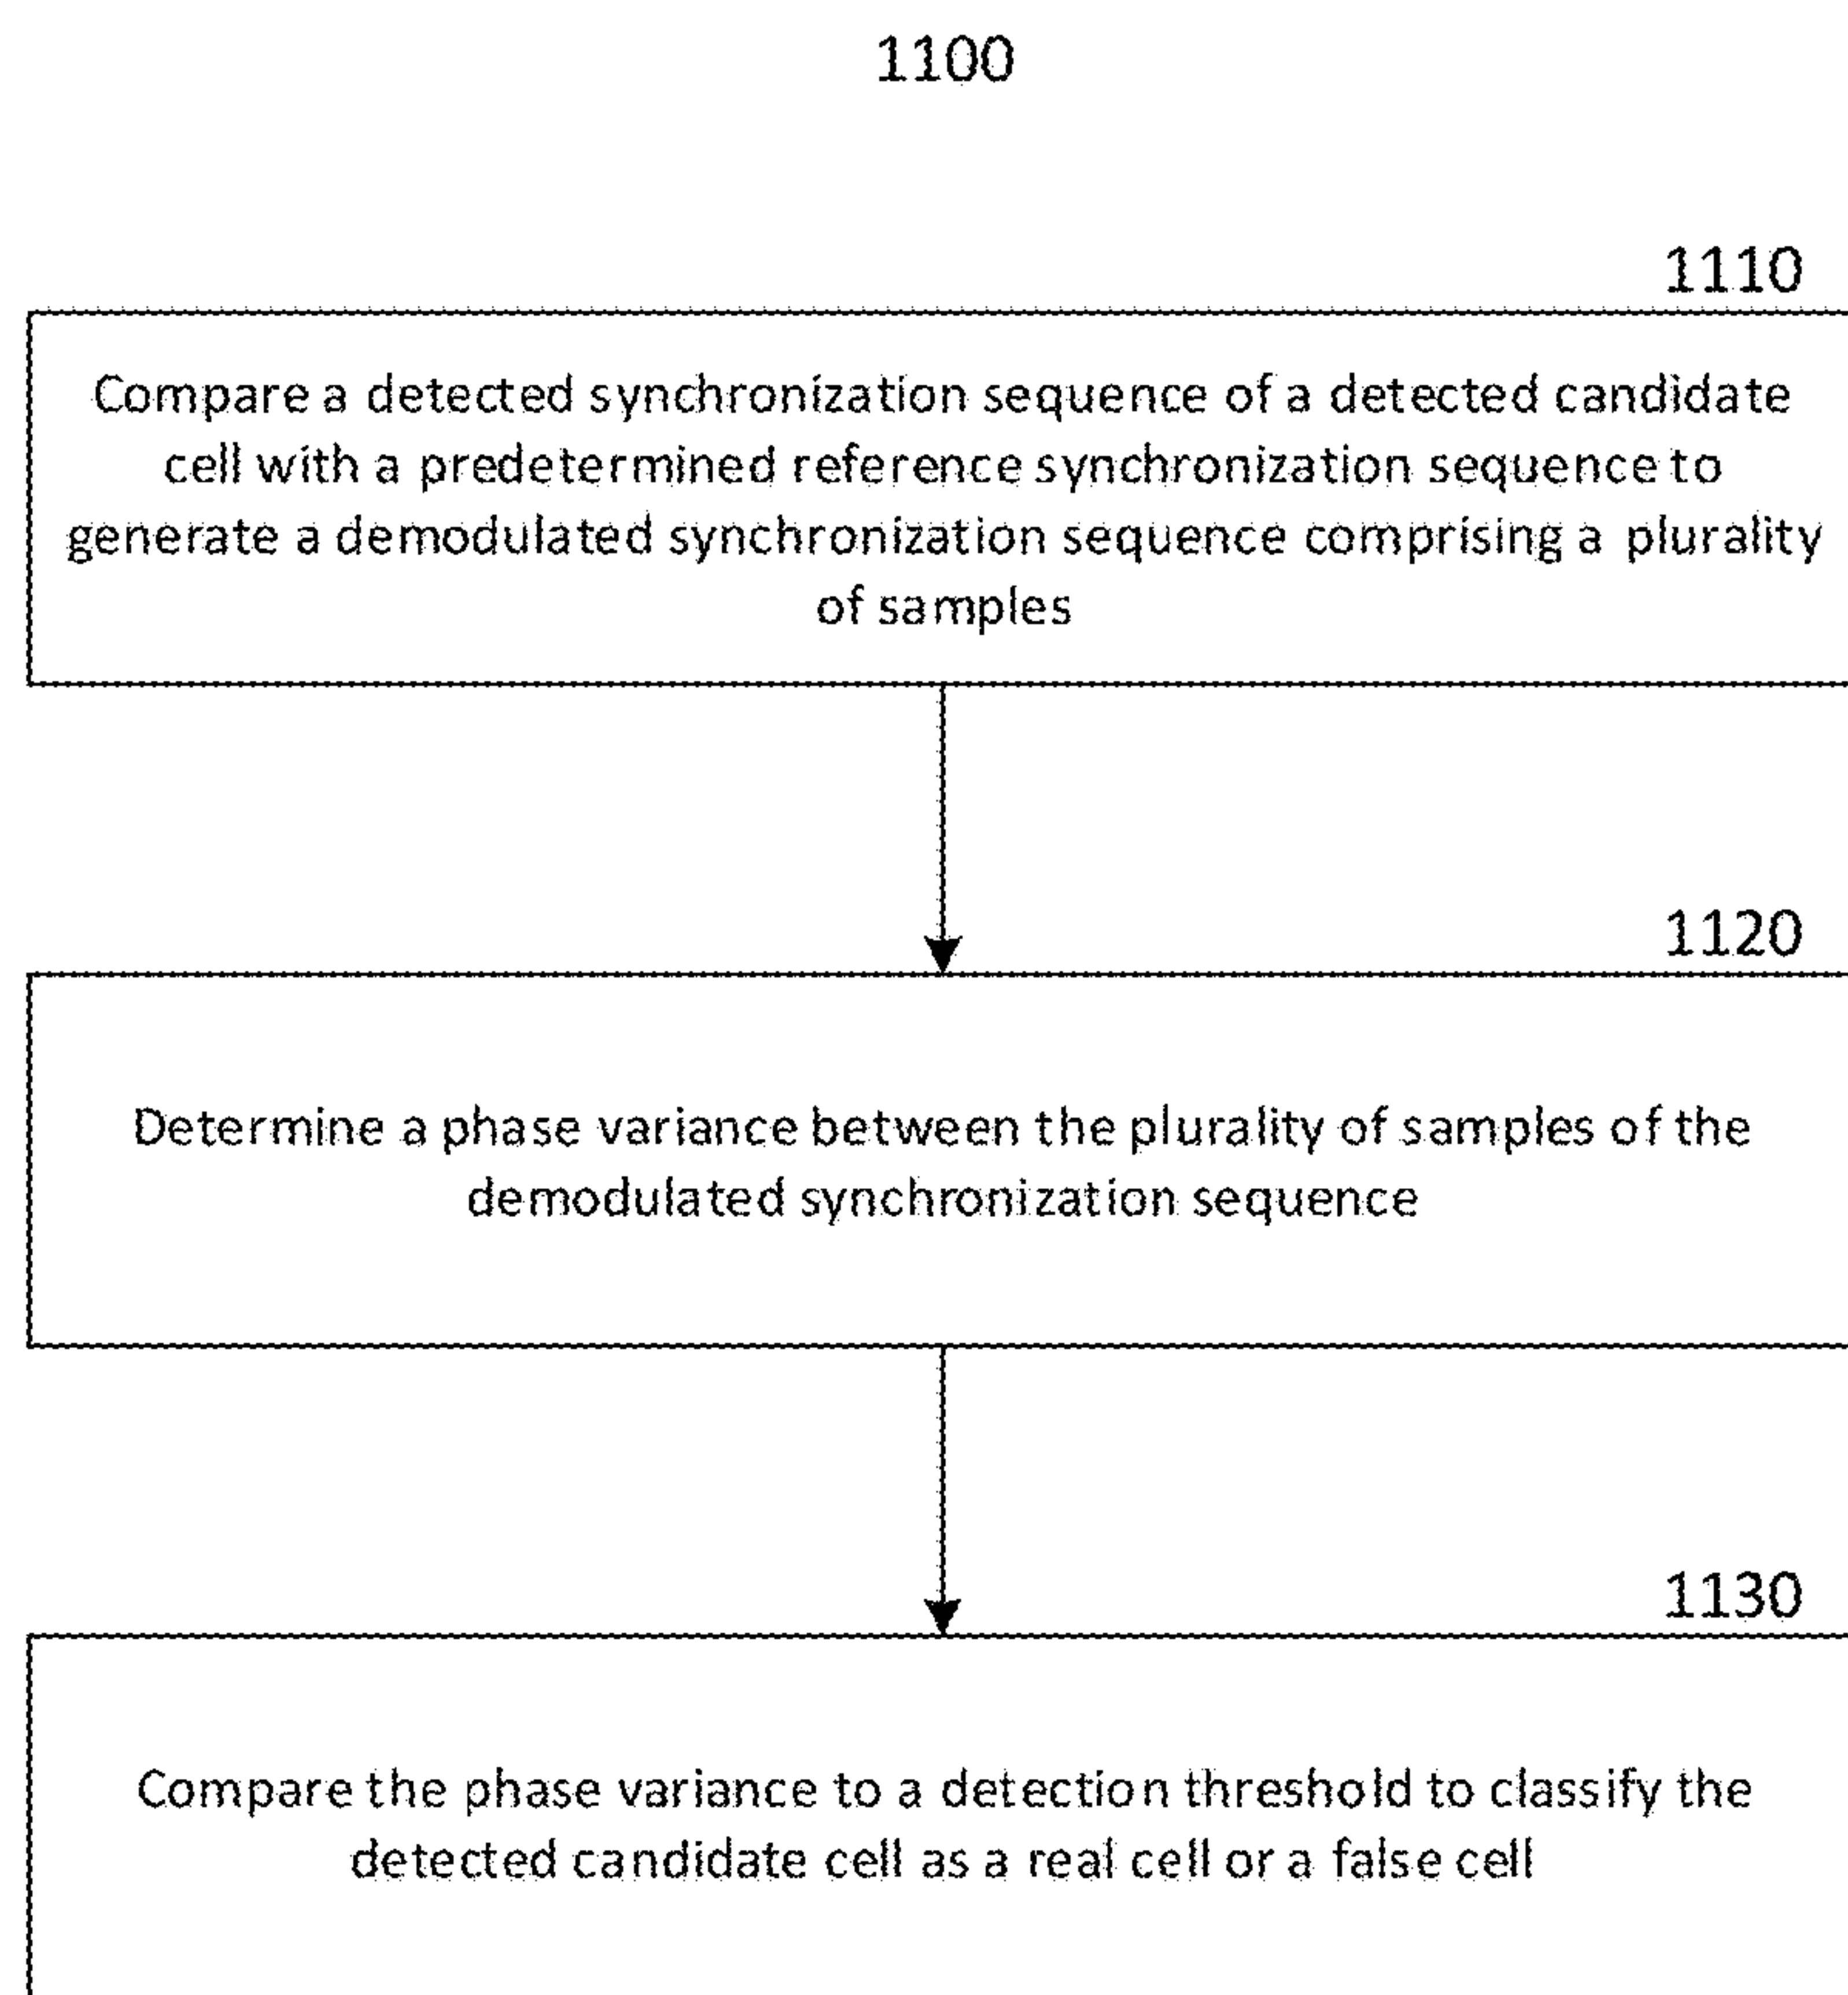 1100
1110
Compare a detected synchronization sequence of a detected candidate
cell with a predetermined reference synchronization sequence to
generate a demodulated synchronization sequence comprising a plurality
of samples
1120
Determine a phase variance between the plurality of samples of the
demodulated synchronization sequence
1130
Compare the phase variance to a detection threshold to classify the
detected candidate cell as a real cell or a false cell